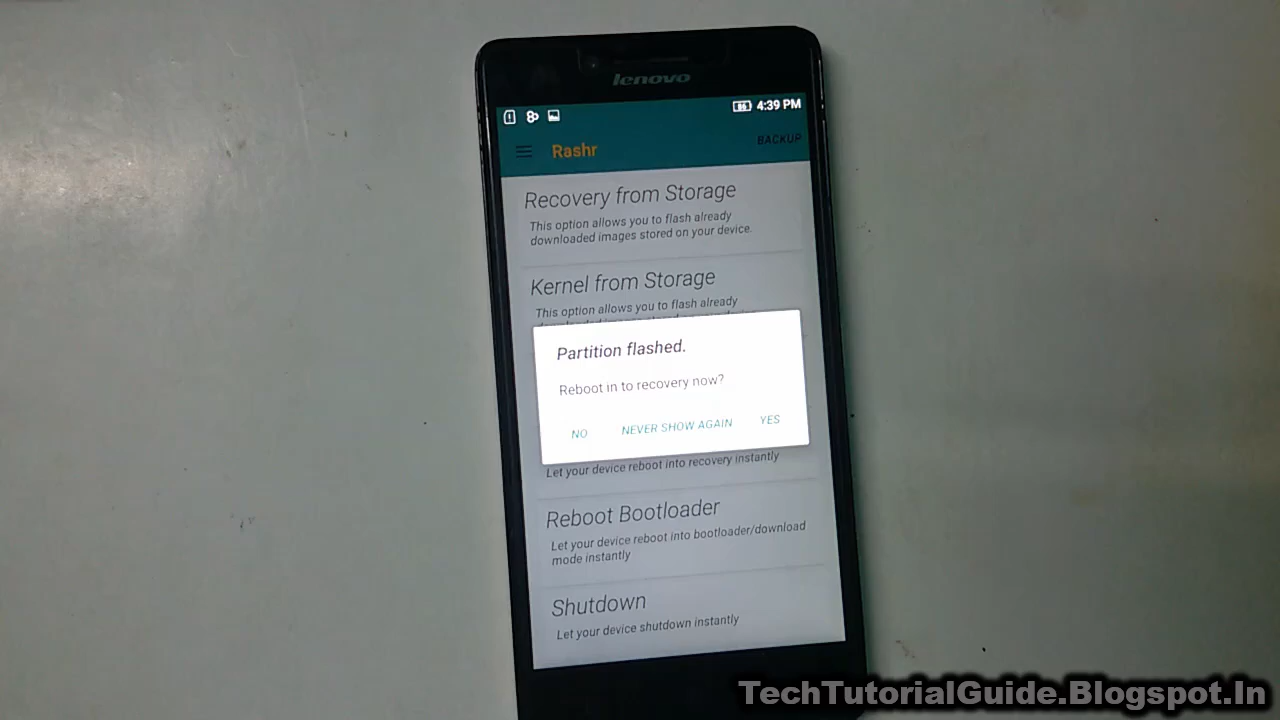 lenovo
86 4:39 PM
Rashr BACKUP
Recovery from Storage
This option allows you to flash already
downloaded images stored on your device.
Kernel from Storage
This option allows you to flash already
Partition flashed.
Reboot in to recovery now?
NO NEVER SHOW AGAIN YES
Let your device reboot into recovery instantly
Reboot Bootloader
Let your device reboot into bootloader/download
mode instantly
Shutdown
Let your device shutdown instantly
TechTutorialGuide.Blogspot.In